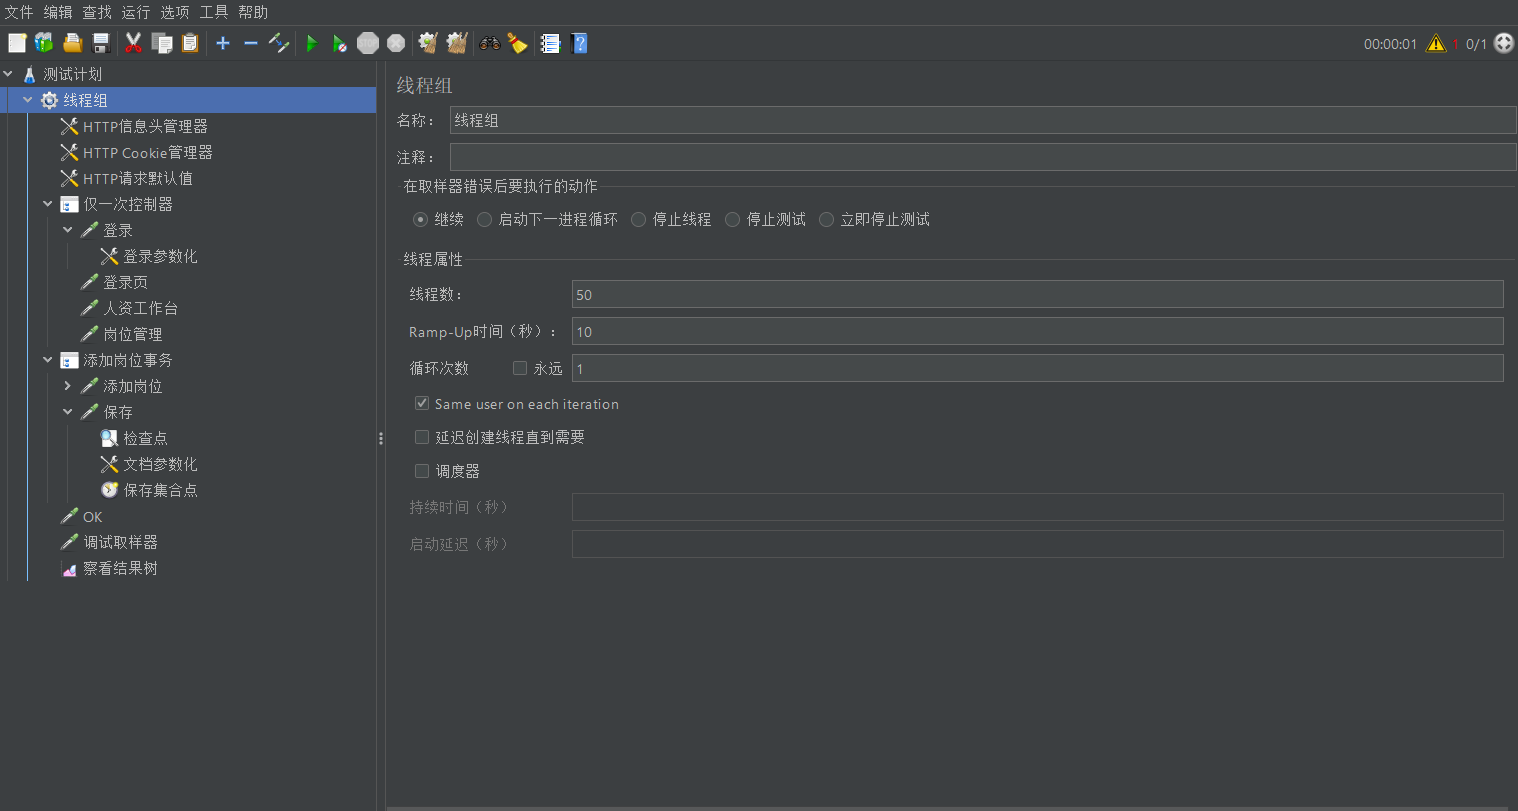 文件 编辑 查找 运行 选项 工具 帮助
00:00:01 1 0/1
测试计划
线程组
HTTP信息头管理器
HTTP Cookie管理器
HTTP请求默认值
仅一次控制器
登录
登录参数化
登录页
人资工作台
岗位管理
添加岗位事务
添加岗位
保存
检查点
文档参数化
保存集合点
OK
调试取样器
察看结果树
线程组
名称： 线程组
注释：
在取样器错误后要执行的动作
继续 启动下一进程循环 停止线程 停止测试 立即停止测试
线程属性
线程数： 50
Ramp-Up时间（秒）： 10
循环次数 永远 1
Same user on each iteration
延迟创建线程直到需要
调度器
持续时间（秒）
启动延迟（秒）